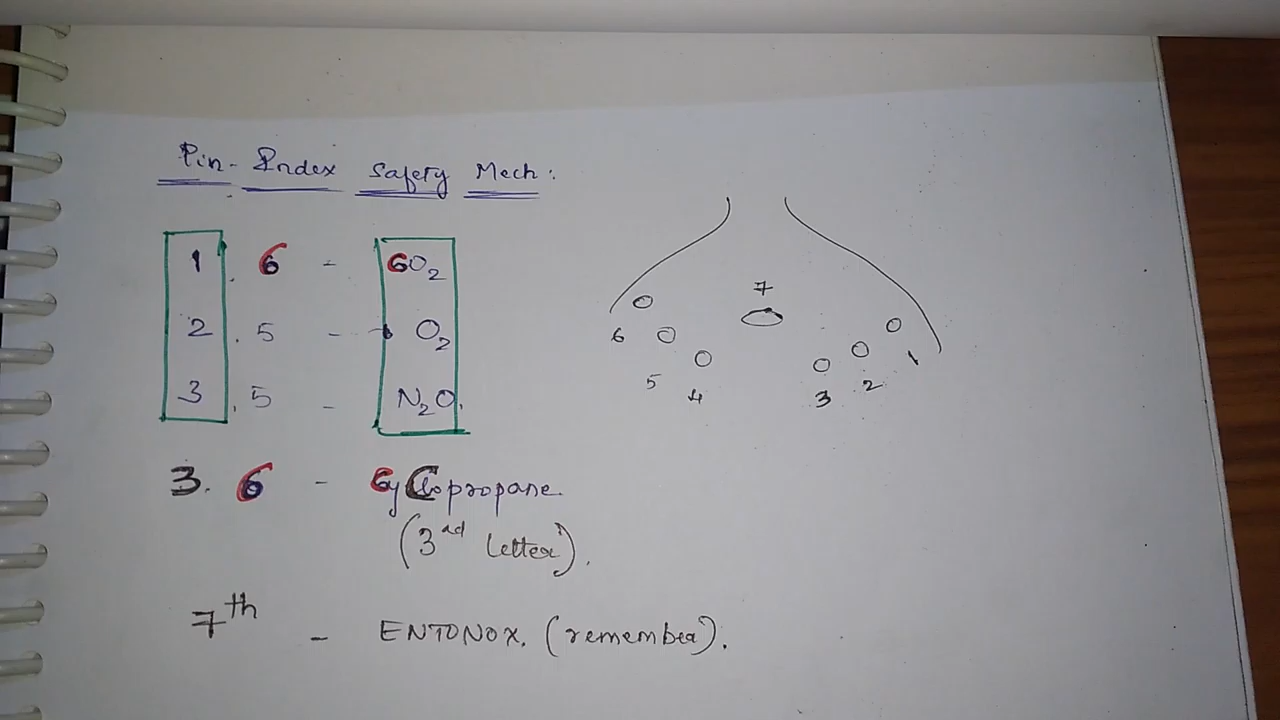 Pin-Index Safety Mech:
1. 6 - CO2
2. 5 - O2
3. 5 - N2O.
3. 6 - CyClopropane.
(3rd letter).
7th - ENTONOX. (remember).
7
6
5
4
3
2
1